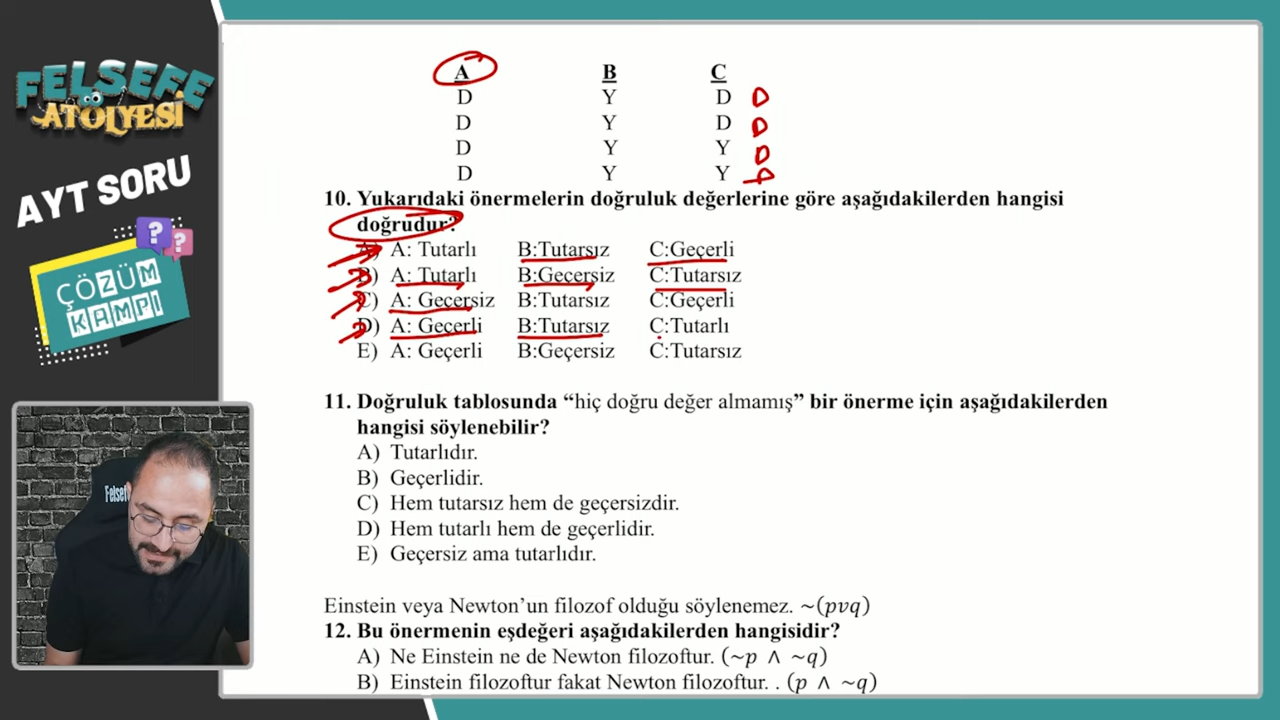 FELSEFE
ATÖLYESİ
AYT SORU
ÇÖZÜM
KAMPI
Felsef
A B C
D Y D D
D Y D D
D Y Y D
D Y Y D
10. Yukarıdaki önermelerin doğruluk değerlerine göre aşağıdakilerden hangisi
doğrudur?
A) A: Tutarlı B:Tutarsız C:Geçerli
B) A: Tutarlı B:Geçersiz C:Tutarsız
C) A: Geçersiz B:Tutarsız C:Geçerli
D) A: Geçerli B:Tutarsız C:Tutarlı
E) A: Geçerli B:Geçersiz C:Tutarsız
11. Doğruluk tablosunda “hiç doğru değer almamış” bir önerme için aşağıdakilerden
hangisi söylenebilir?
A) Tutarlıdır.
B) Geçerlidir.
C) Hem tutarsız hem de geçersizdir.
D) Hem tutarlı hem de geçerlidir.
E) Geçersiz ama tutarlıdır.
Einstein veya Newton’un filozof olduğu söylenemez. ~(pvq)
12. Bu önermenin eşdeğeri aşağıdakilerden hangisidir?
A) Ne Einstein ne de Newton filozoftur. (~p ∧ ~q)
B) Einstein filozoftur fakat Newton filozoftur. . (p ∧ ~q)